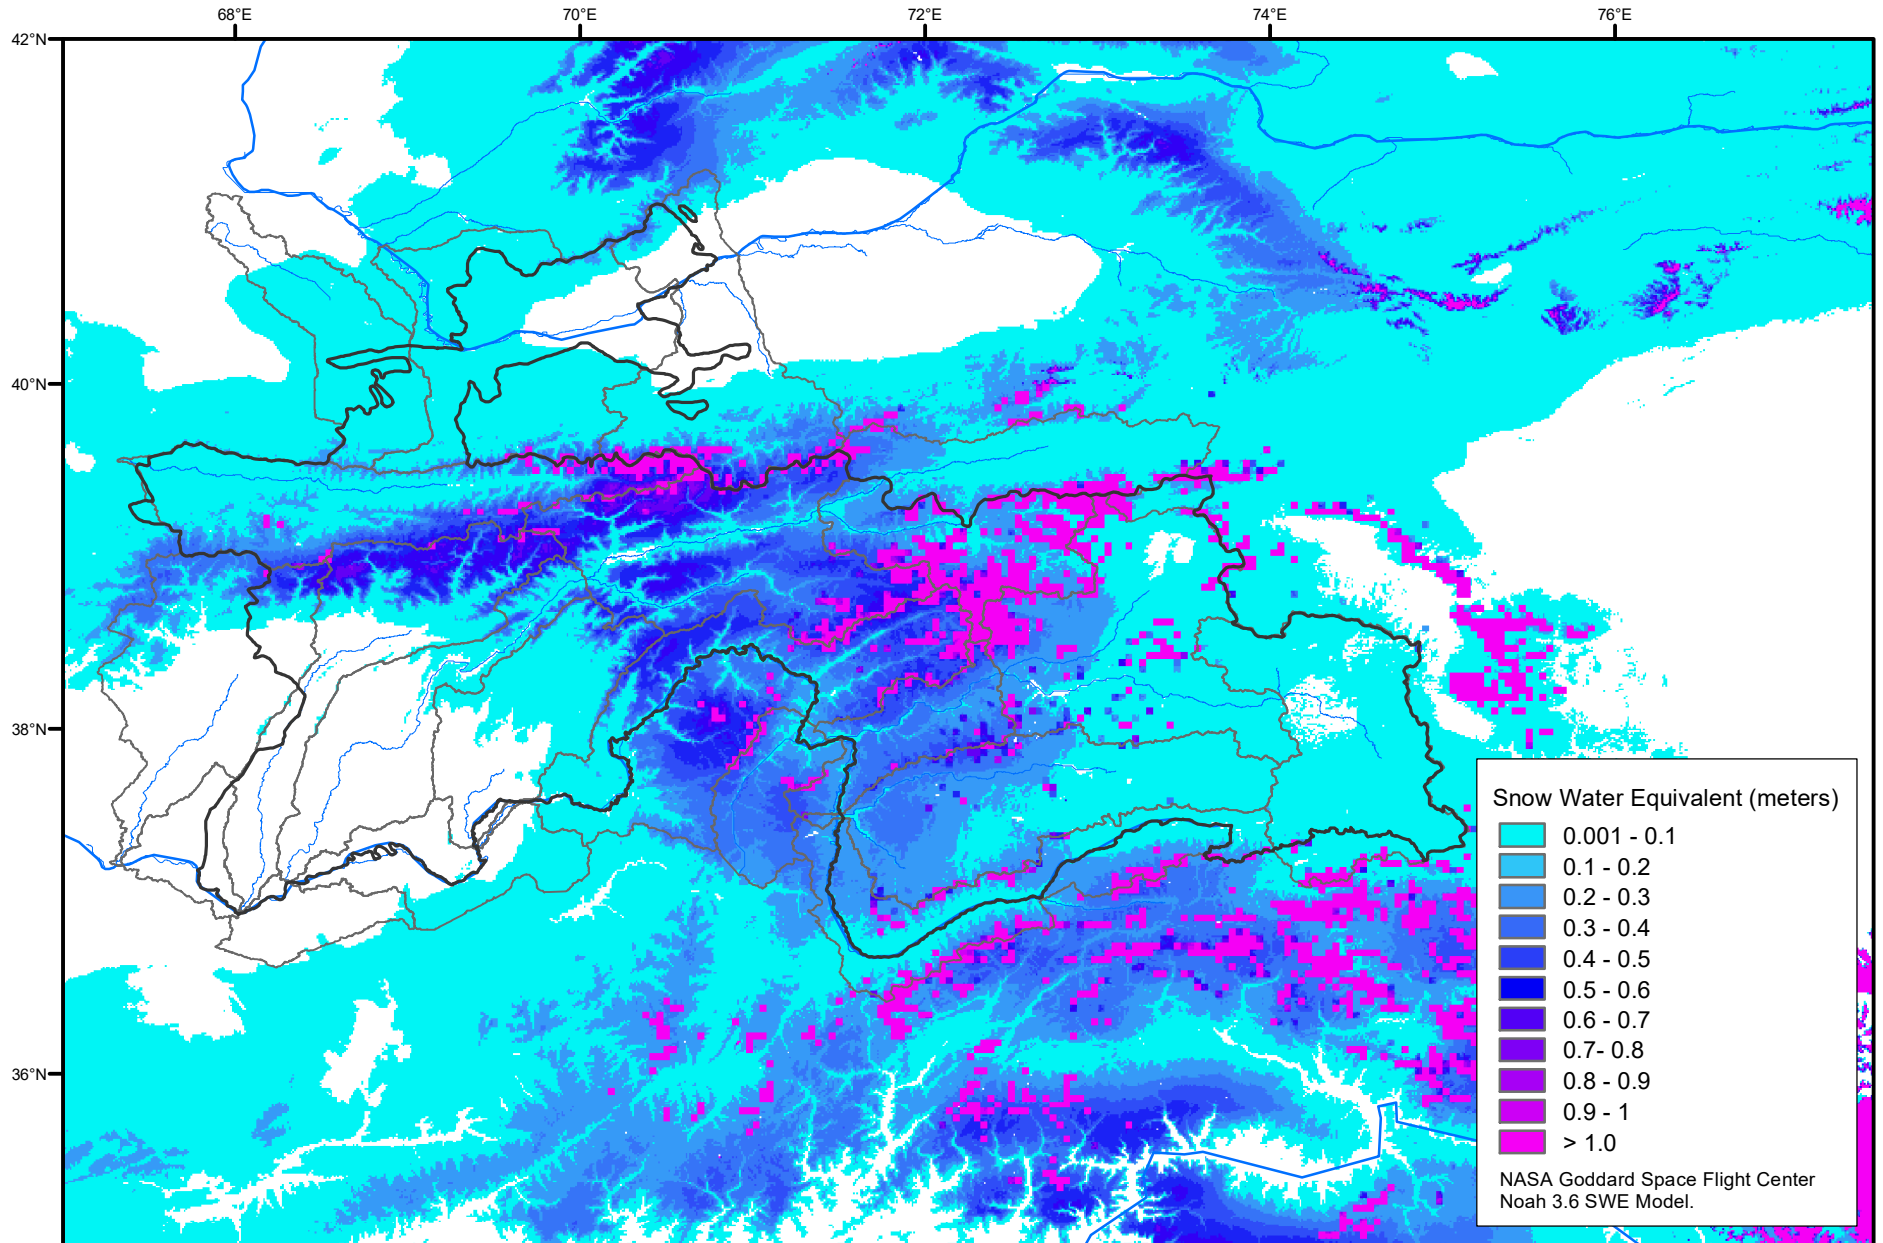 68°E 70°E 72°E 74°E 76°E
42°N
40°N
38°N
36°N
Snow Water Equivalent (meters)
0.001 - 0.1
0.1 - 0.2
0.2 - 0.3
0.3 - 0.4
0.4 - 0.5
0.5 - 0.6
0.6 - 0.7
0.7- 0.8
0.8 - 0.9
0.9 - 1
> 1.0
NASA Goddard Space Flight Center
Noah 3.6 SWE Model.